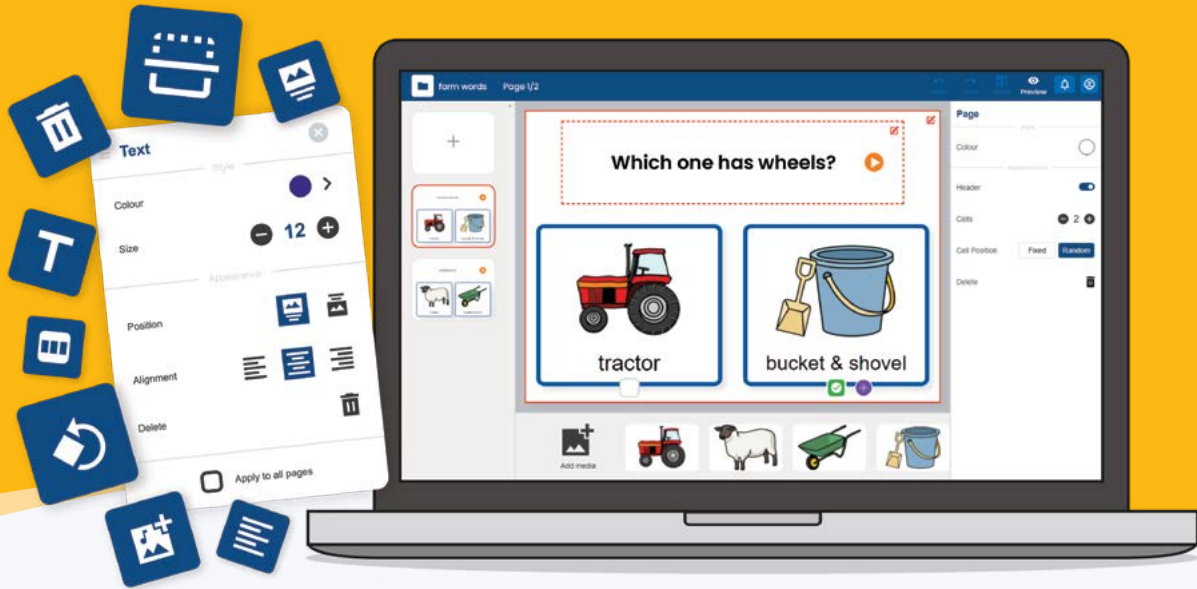 Text
Style
Colour
Size
12
Appearance
Position
Alignment
Delete
Apply to all pages
T
farm words Page 1/2
Preview
Which one has wheels?
tractor
bucket & shovel
Add media
Page
Colour
Appearance
Header
Cells
2
Cell Position
Fixed
Random
Delete